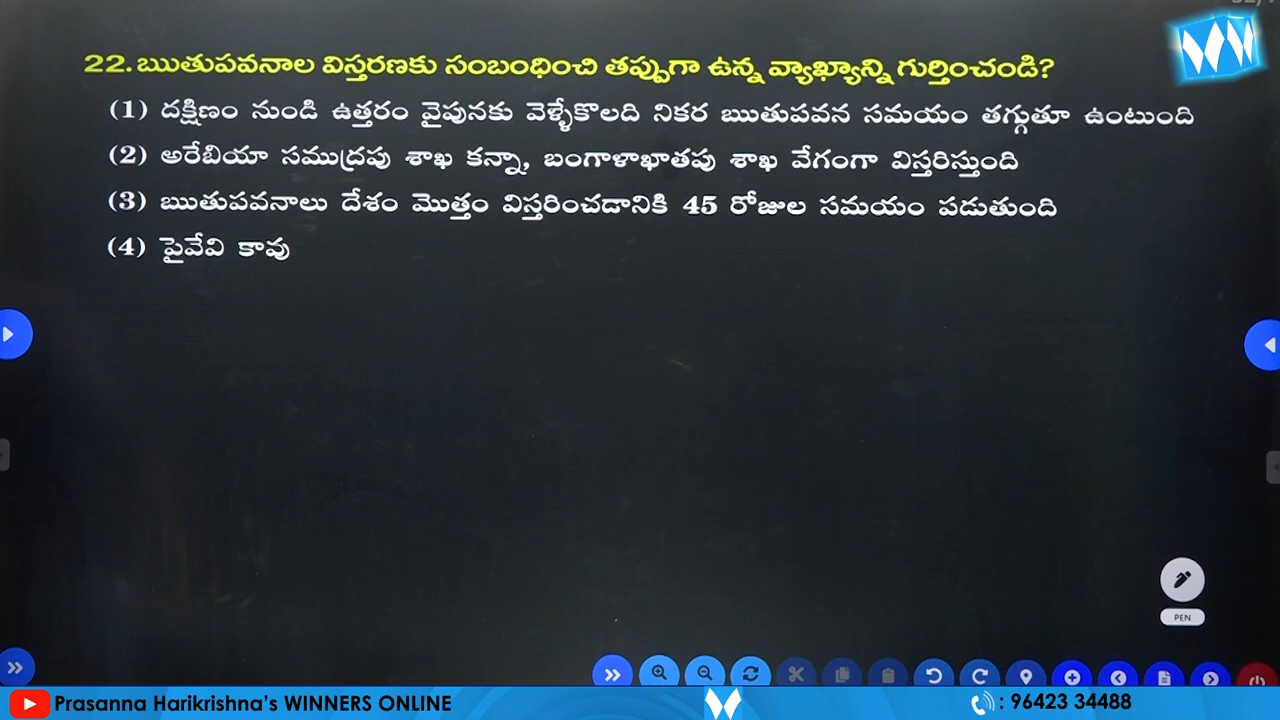 22. ఋతుపవనాల విస్తరణకు సంబంధించి తప్పుగా ఉన్న వ్యాఖ్యాన్ని గుర్తించండి?
(1) దక్షిణం నుండి ఉత్తరం వైపునకు వెళ్ళేకొలది నికర ఋతుపవన సమయం తగ్గుతూ ఉంటుంది
(2) అరేబియా సముద్రపు శాఖ కన్నా, బంగాళాఖాతపు శాఖ వేగంగా విస్తరిస్తుంది
(3) ఋతుపవనాలు దేశం మొత్తం విస్తరించడానికి 45 రోజుల సమయం పడుతుంది
(4) పైవేవి కావు
PEN
Prasanna Harikrishna's WINNERS ONLINE
: 96423 34488